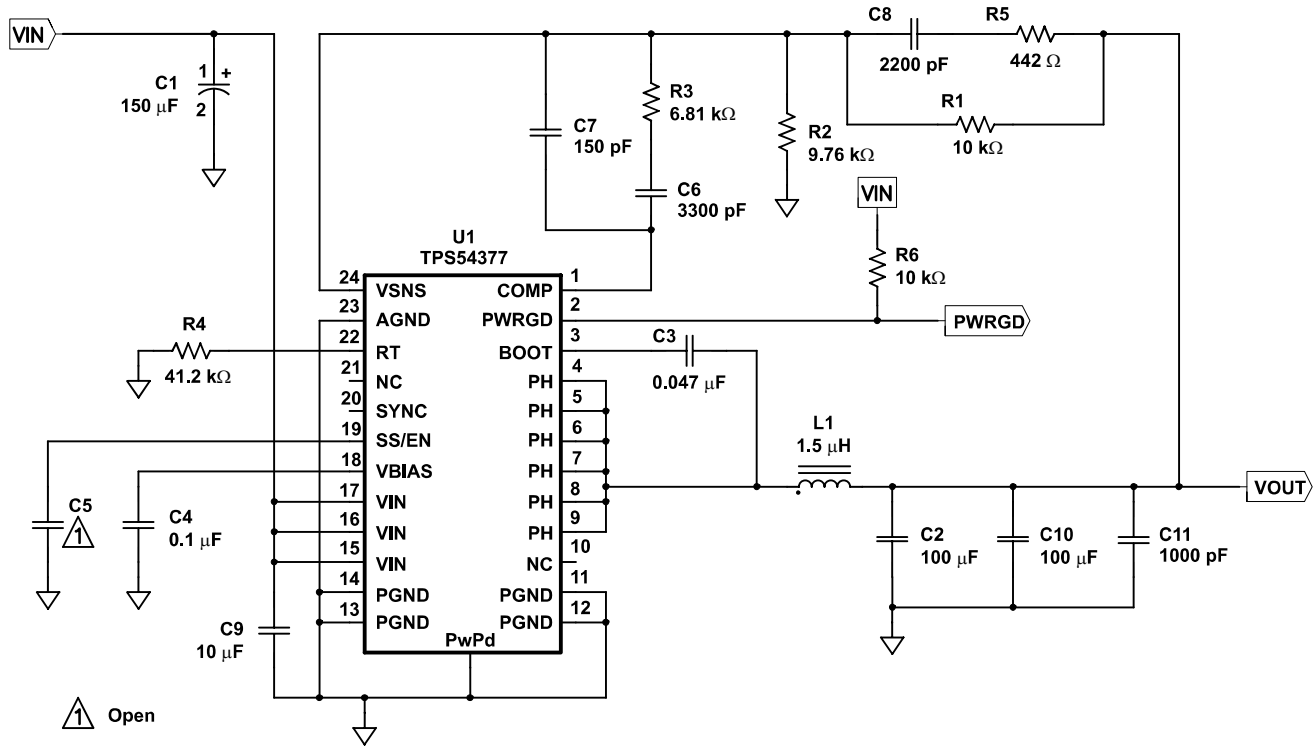 VIN
C1
150 μF
1
+
2
C7
150 pF
R3
6.81 kΩ
C6
3300 pF
R2
9.76 kΩ
C8
2200 pF
R5
442 Ω
R1
10 kΩ
VIN
R6
10 kΩ
PWRGD
U1
TPS54377
24 VSNS
23 AGND
22 RT
21 NC
20 SYNC
19 SS/EN
18 VBIAS
17 VIN
16 VIN
15 VIN
14 PGND
13 PGND
COMP 1
PWRGD 2
BOOT 3
PH 4
PH 5
PH 6
PH 7
PH 8
PH 9
NC 10
PGND 11
PGND 12
PwPd
R4
41.2 kΩ
C3
0.047 μF
L1
1.5 μH
VOUT
C5
1
C4
0.1 μF
C9
10 μF
C2
100 μF
C10
100 μF
C11
1000 pF
1 Open